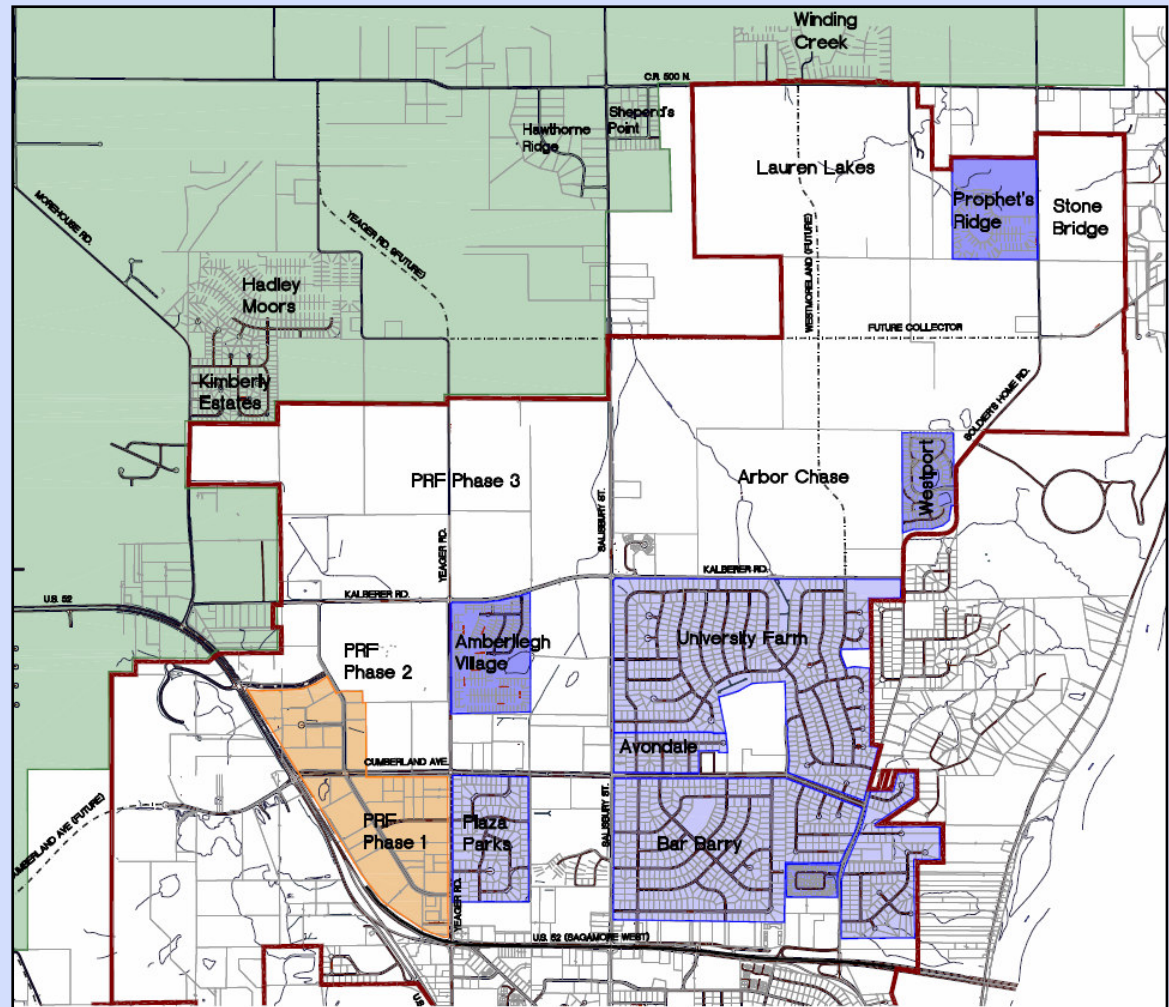 Winding
Creek
C.R. 500 N.
Sheperd's
Point
Hawthorne
Ridge
Lauren Lakes
Prophet's
Ridge
Stone
Bridge
MOREHOUSE RD.
YEAGER RD. 9FUTURE)
WESTMORELAND (FUTURE)
Hadley
Moors
FUTURE COLLECTOR
Kimberly
Estates
SOLDIER'S HOME RD.
PRF Phase 3
Arbor Chase
Westport
SALISBURY ST.
YEAGER RD.
KALBERER RD.
U.S. 52
KALBERER RD.
Amberliegh
Village
University Farm
PRF
Phase 2
Avondale
CUMBERLAND AVE.
CUMBERLAND AVE (FUTURE)
PRF
Phase 1
Plaza
Parks
SALISBURY ST.
Bar Barry
YEAGER RD.
U.S. 52 (SAGAMORE WEST)